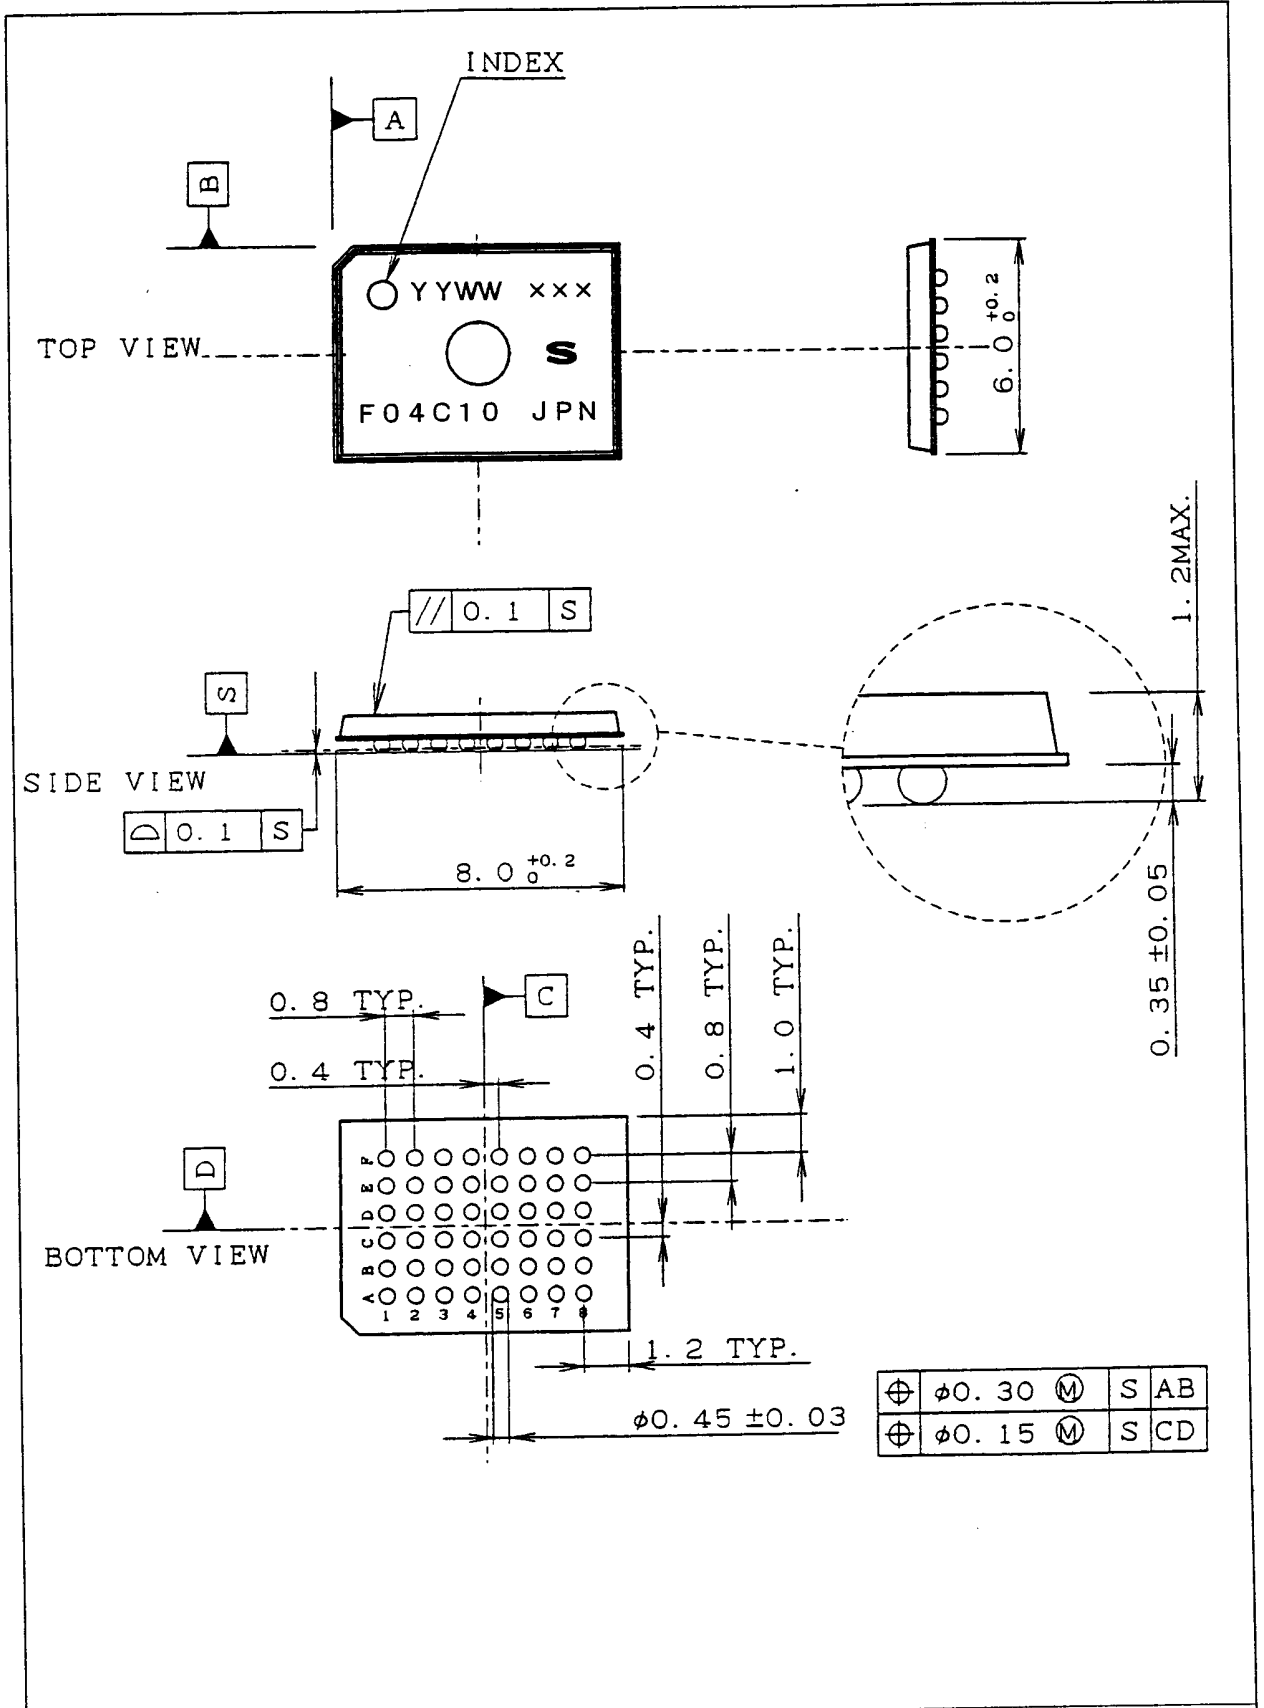 INDEX
A
B
YYWW ×××
TOP VIEW
S
F04C10 JPN
6.0 +0.2 0
1.2MAX.
// 0.1 S
S
SIDE VIEW
⌓ 0.1 S
8.0 +0.2 0
0.35 ±0.05
0.8 TYP.
C
0.4 TYP.
0.4 TYP.
0.8 TYP.
1.0 TYP.
D
F
E
D
C
B
A
1 2 3 4 5 6 7 8
BOTTOM VIEW
1.2 TYP.
φ0.45 ±0.03
⌖ φ0.30 Ⓜ S AB
⌖ φ0.15 Ⓜ S CD